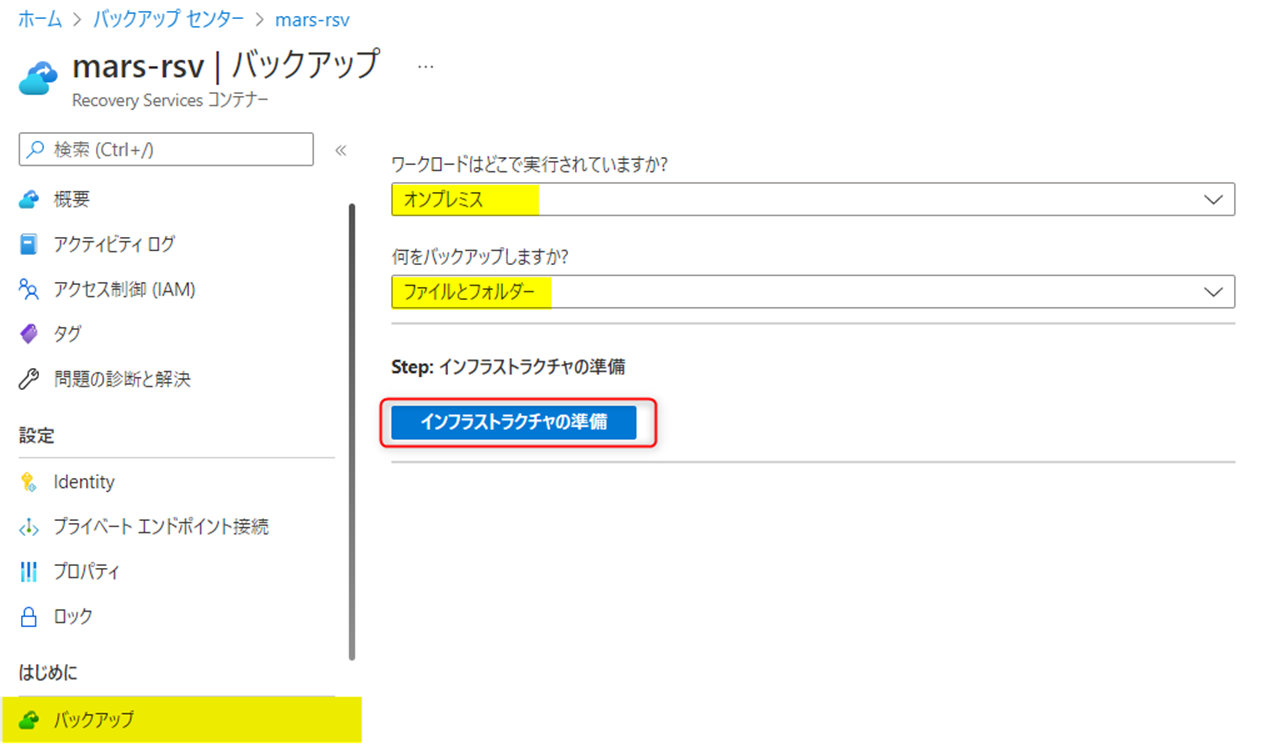 ホーム > バックアップ センター > mars-rsv
mars-rsv | バックアップ ...
Recovery Services コンテナー
検索 (Ctrl+/) «
概要
アクティビティ ログ
アクセス制御 (IAM)
タグ
問題の診断と解決
設定
Identity
プライベート エンドポイント接続
プロパティ
ロック
はじめに
バックアップ
ワークロードはどこで実行されていますか?
オンプレミス
何をバックアップしますか?
ファイルとフォルダー
Step: インフラストラクチャの準備
インフラストラクチャの準備